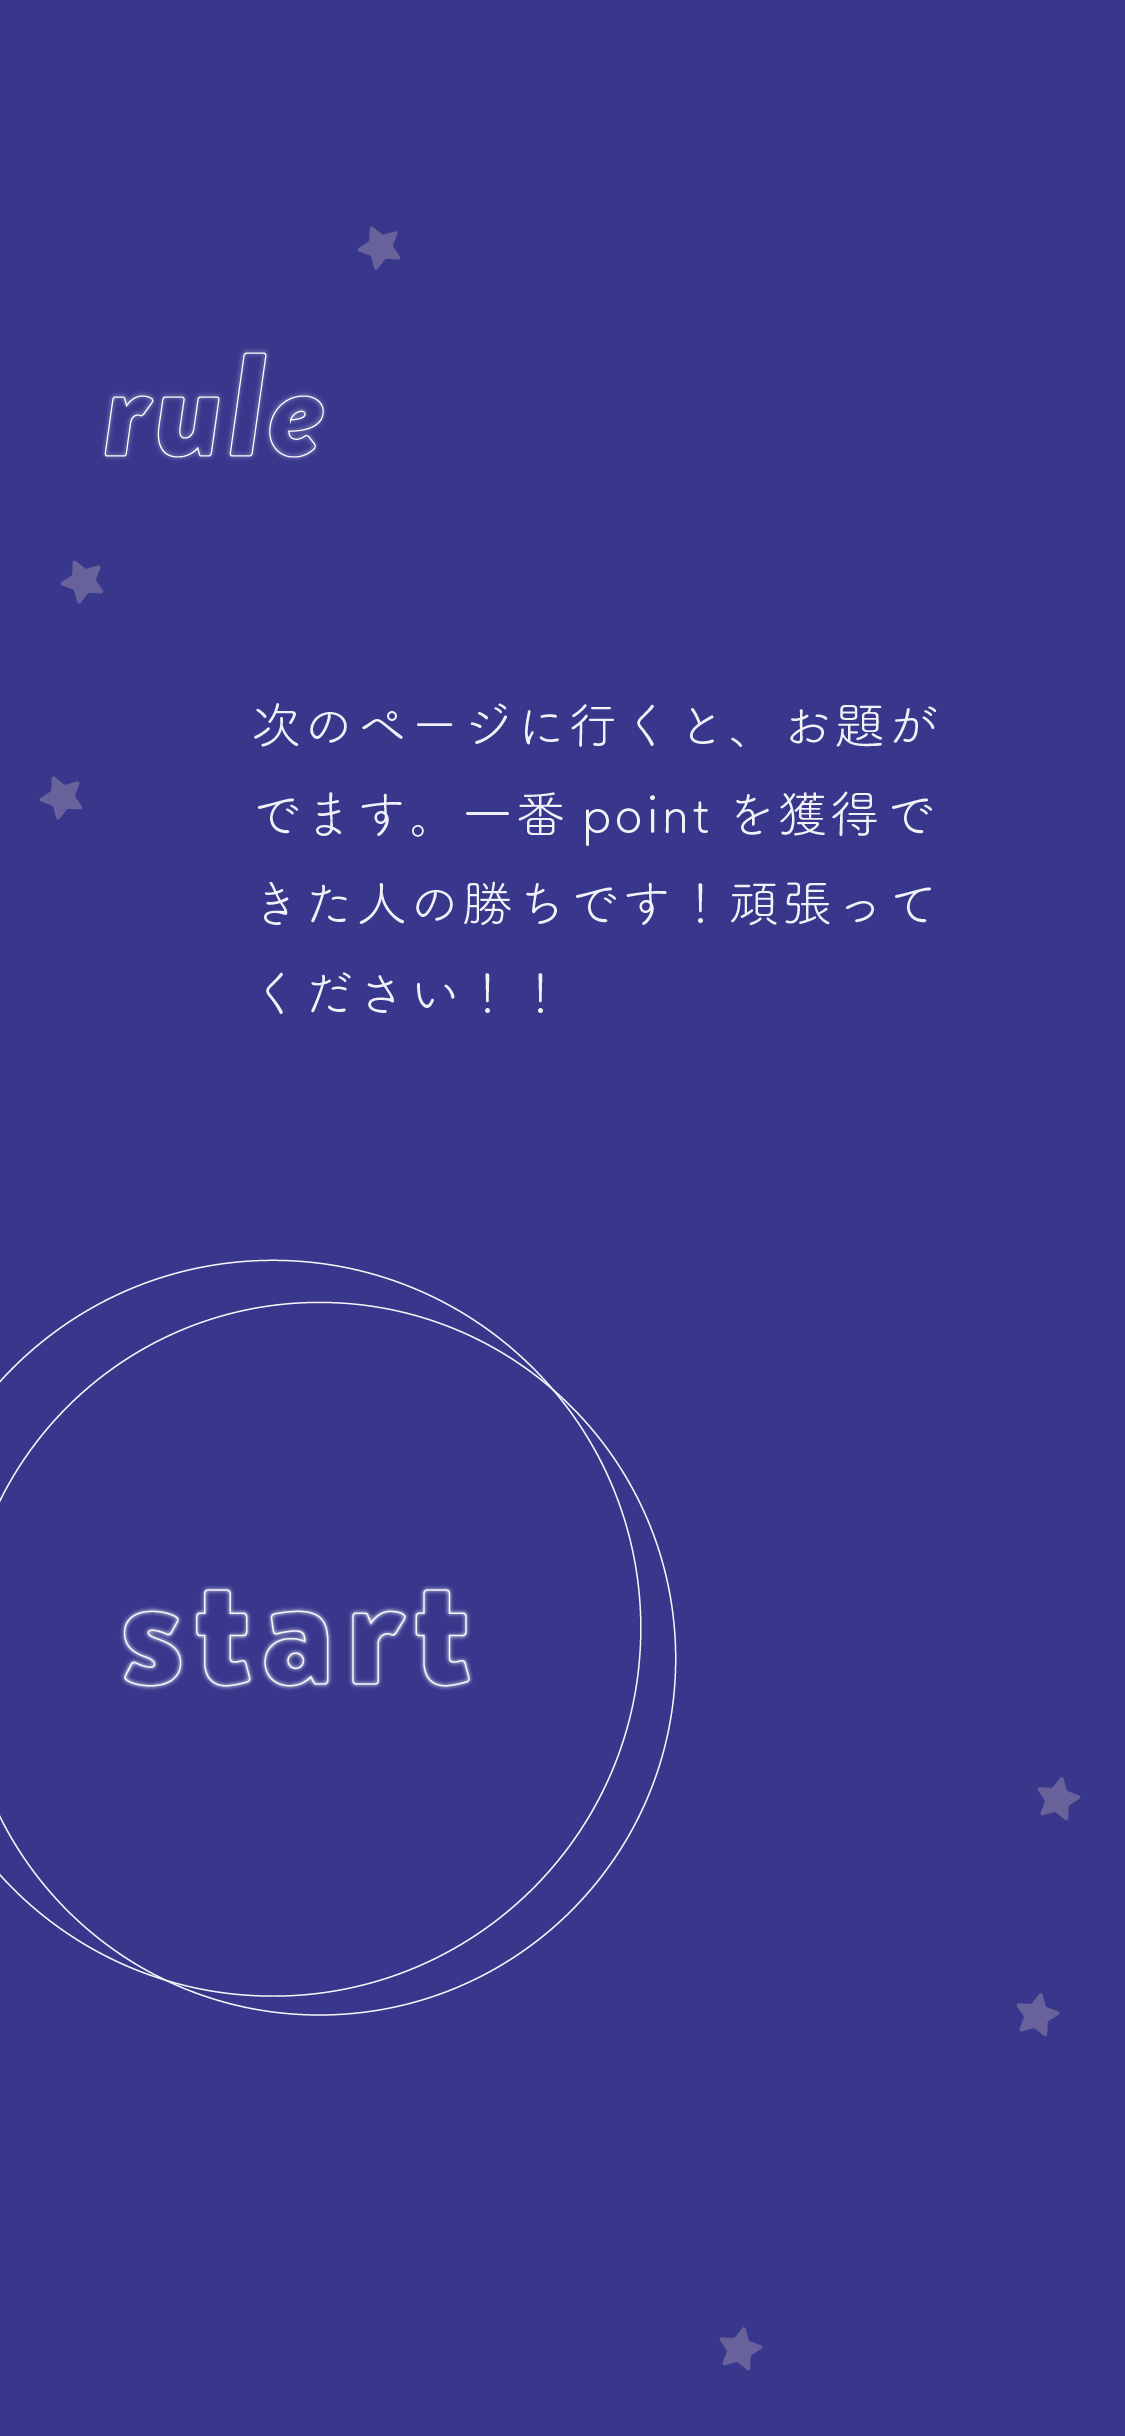 rule
次のページに行くと、お題が
でます。一番 point を獲得で
きた人の勝ちです！頑張って
ください！！
start